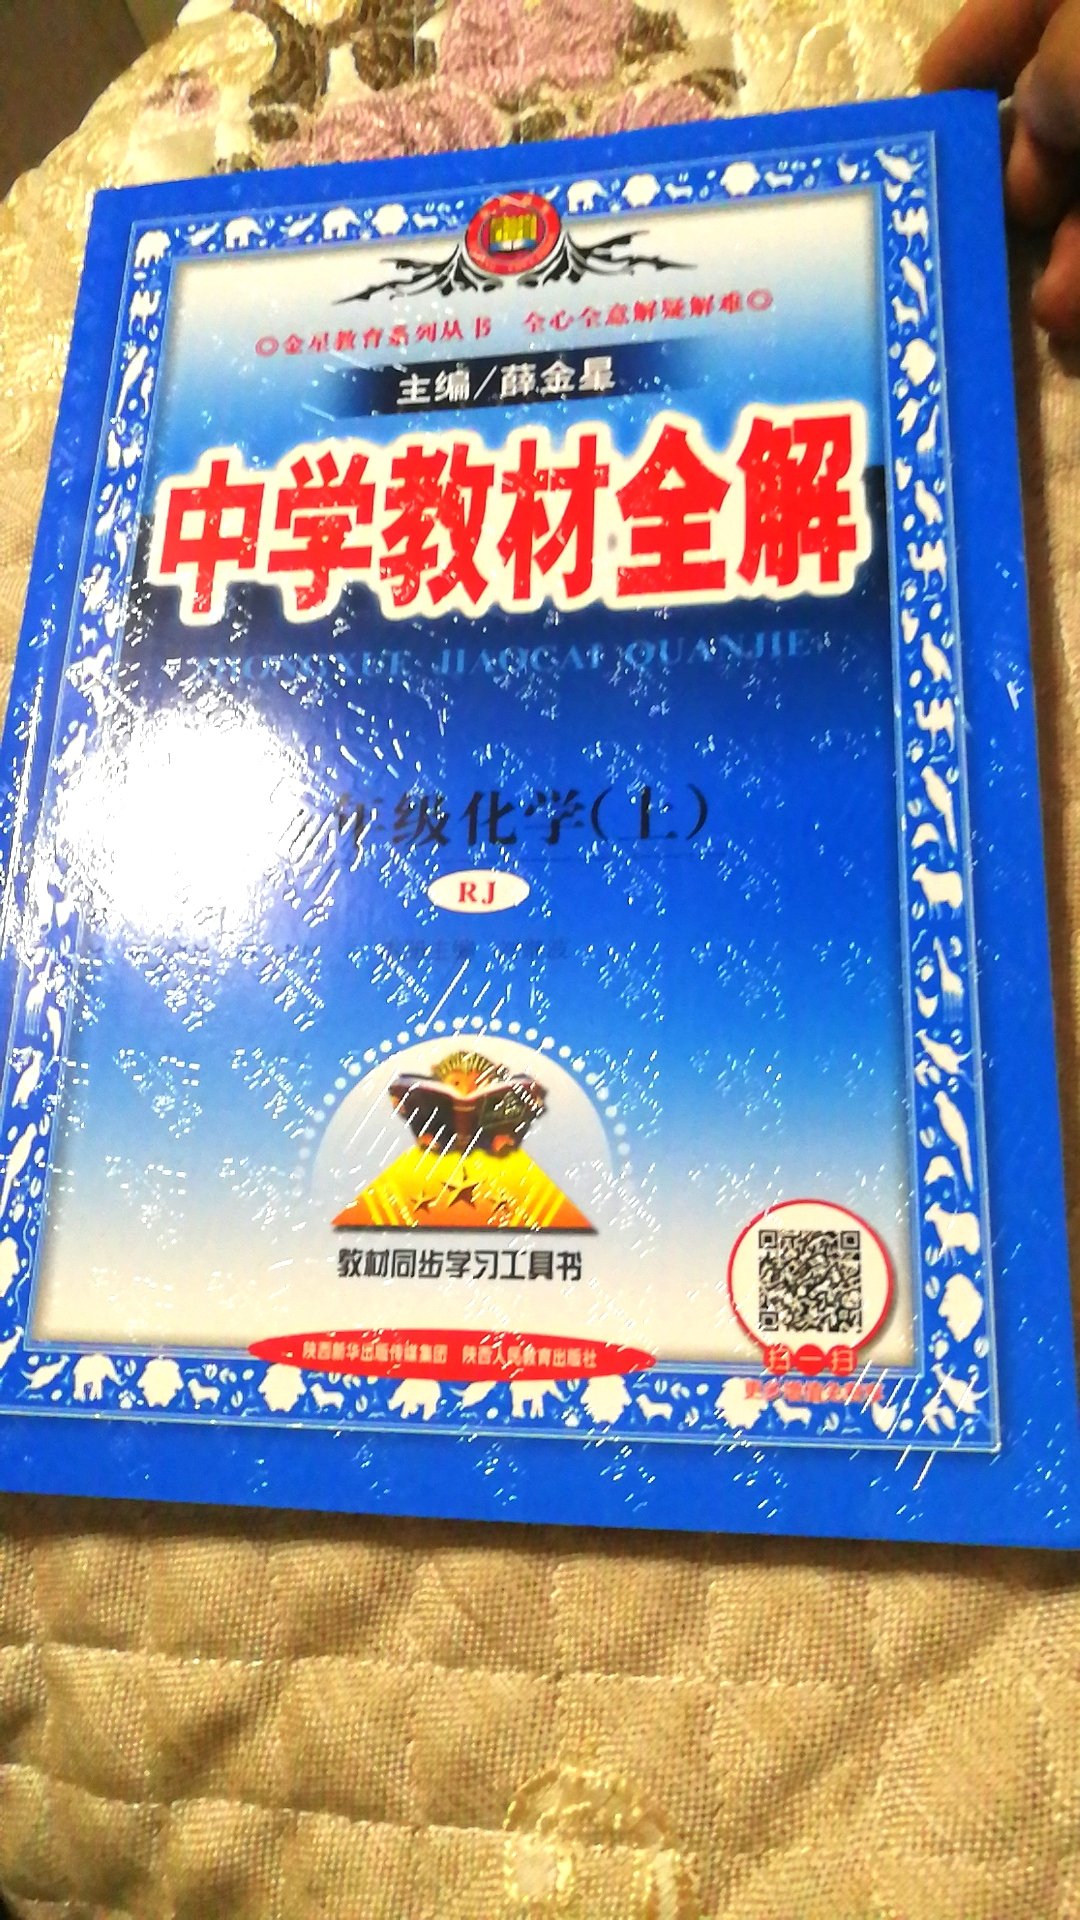 ◎金星教育系列丛书 全心全意解疑解难◎
主编/薛金星
中学教材全解
ZHONGXUE JIAOCAI QUANJIE
年级化学(上)
RJ
教材同步学习工具书
陕西新华出版传媒集团 陕西人民教育出版社
扫一扫